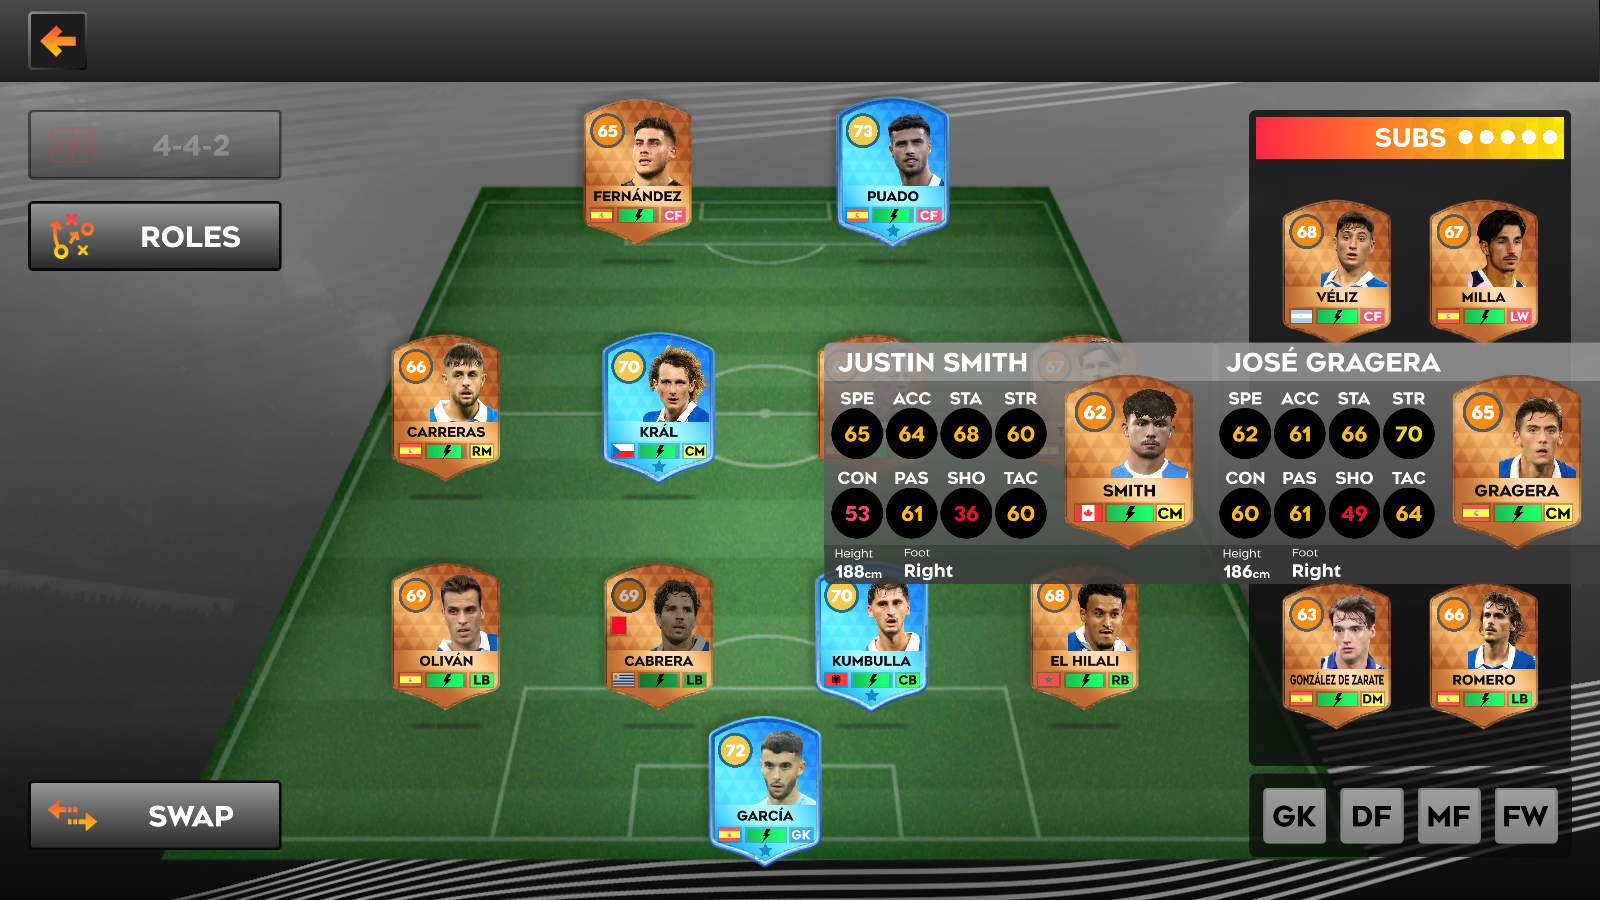 4-4-2
ROLES
SWAP
65
FERNÁNDEZ
CF
73
PUADO
CF
66
CARRERAS
RM
70
KRÁL
CM
67
69
OLIVÁN
LB
69
CABRERA
LB
70
KUMBULLA
CB
68
EL HILALI
RB
72
GARCÍA
GK
JUSTIN SMITH
SPE ACC STA STR
65 64 68 60
CON PAS SHO TAC
53 61 36 60
Height Foot
188cm Right
62
SMITH
CM
JOSÉ GRAGERA
SPE ACC STA STR
62 61 66 70
CON PAS SHO TAC
60 61 49 64
Height Foot
186cm Right
65
GRAGERA
CM
SUBS
68
VÉLIZ
CF
67
MILLA
LW
63
GONZÁLEZ DE ZARATE
DM
66
ROMERO
LB
GK DF MF FW